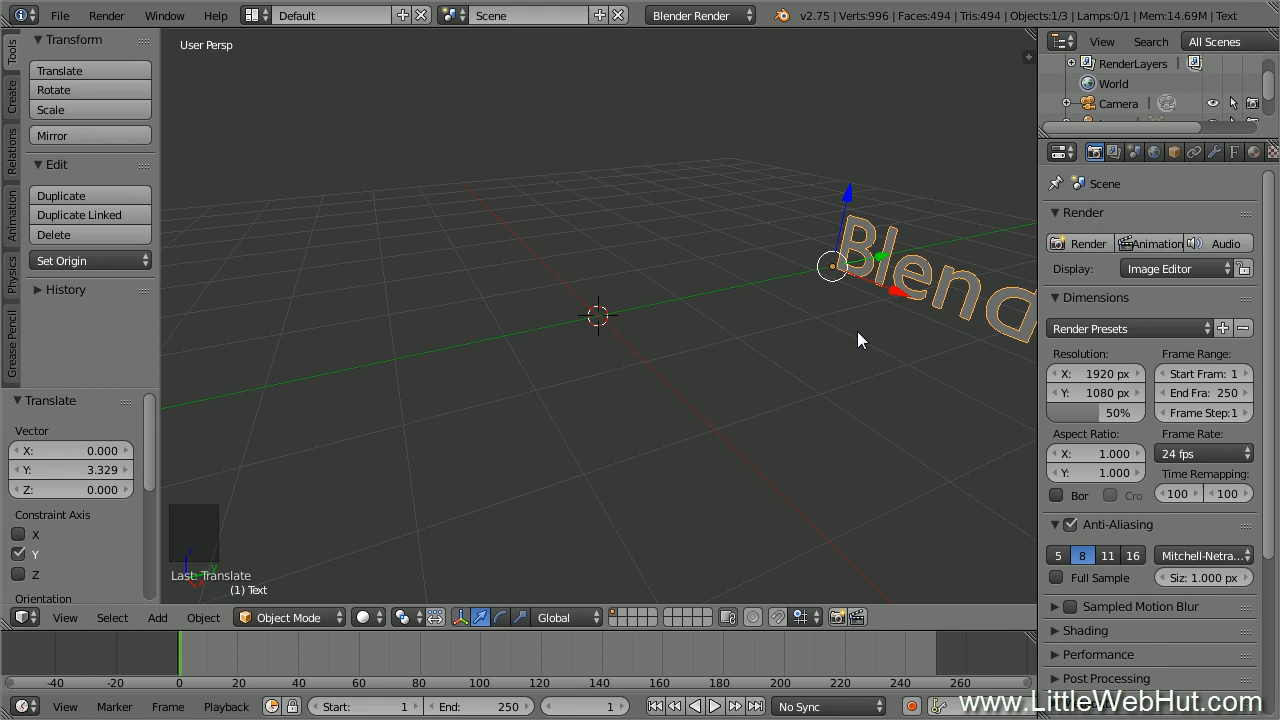 File Render Window Help Default Scene Blender Render v2.75 | Verts:996 | Faces:494 | Tris:494 | Objects:1/3 | Lamps:0/1 | Mem:14.69M | Text
Tools
Create
Relations
Animation
Physics
Grease Pencil
Transform
Translate
Rotate
Scale
Mirror
Edit
Duplicate
Duplicate Linked
Delete
Set Origin
History
Translate
Vector
X: 0.000
Y: 3.329
Z: 0.000
Constraint Axis
X
Y
Z
Orientation
User Persp
Blend
z
y
x
Last: Translate
(1) Text
View Select Add Object Object Mode Global
View Search All Scenes
RenderLayers
World
Camera
Scene
Render
Render Animation Audio
Display: Image Editor
Dimensions
Render Presets
Resolution: Frame Range:
X: 1920 px Start Fram: 1
Y: 1080 px End Fra: 250
50% Frame Step:1
Aspect Ratio: Frame Rate:
X: 1.000 24 fps
Y: 1.000 Time Remapping:
Bor Cro 100 100
Anti-Aliasing
5 8 11 16 Mitchell-Netra...
Full Sample Siz: 1.000 px
Sampled Motion Blur
Shading
Performance
Post Processing
-40 -20 0 20 40 60 80 100 120 140 160 180 200 220 240 260
View Marker Frame Playback Start: 1 End: 250 1 No Sync
www.LittleWebHut.com